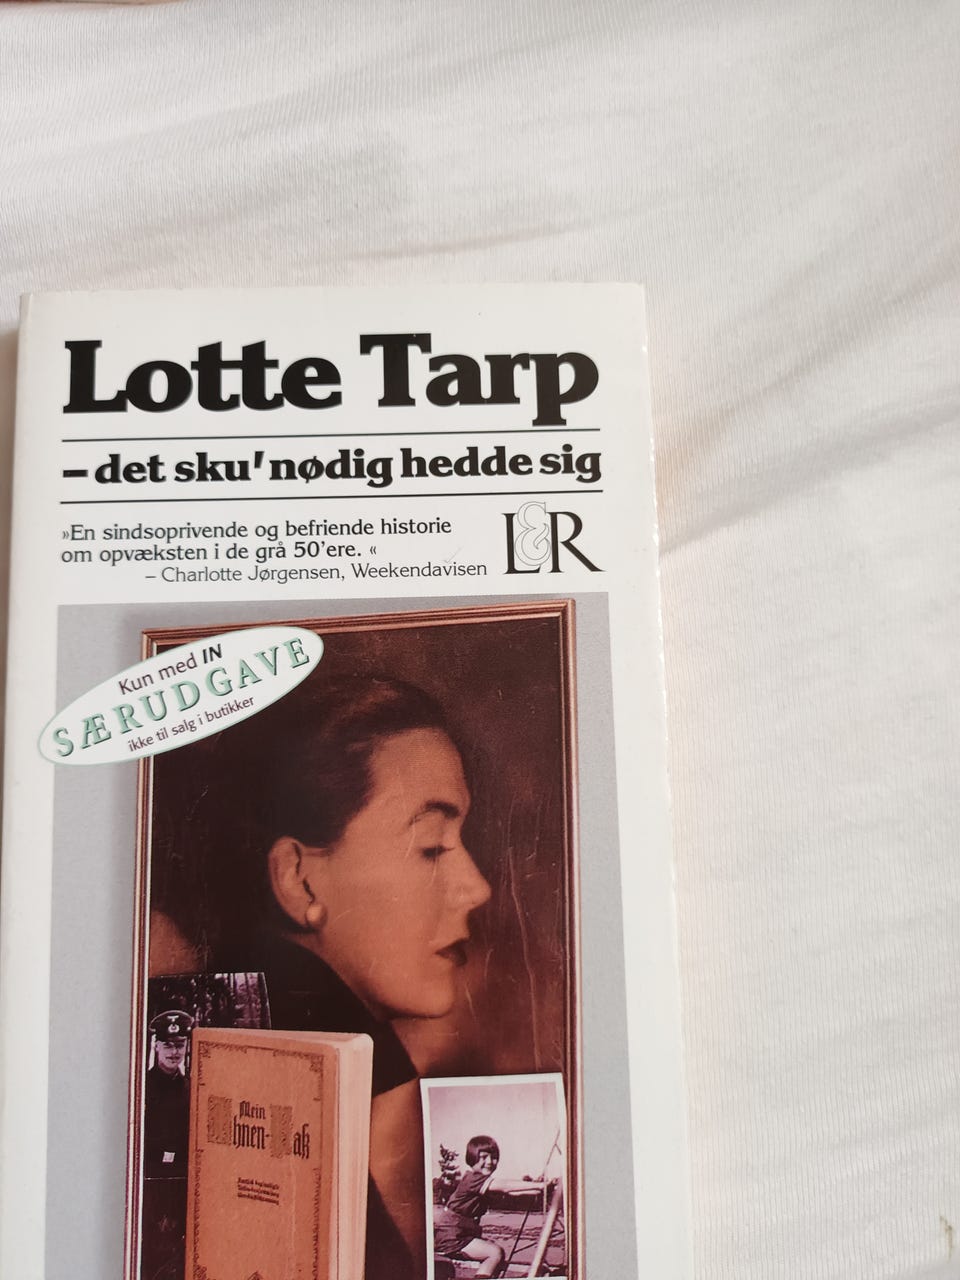 Lotte Tarp
– det sku' nødig hedde sig
»En sindsoprivende og befriende historie
om opvæksten i de grå 50'ere. «
– Charlotte Jørgensen, Weekendavisen
L&R
Kun med IN
SÆRUDGAVE
ikke til salg i butikker
Mein
Ahnen-Paß